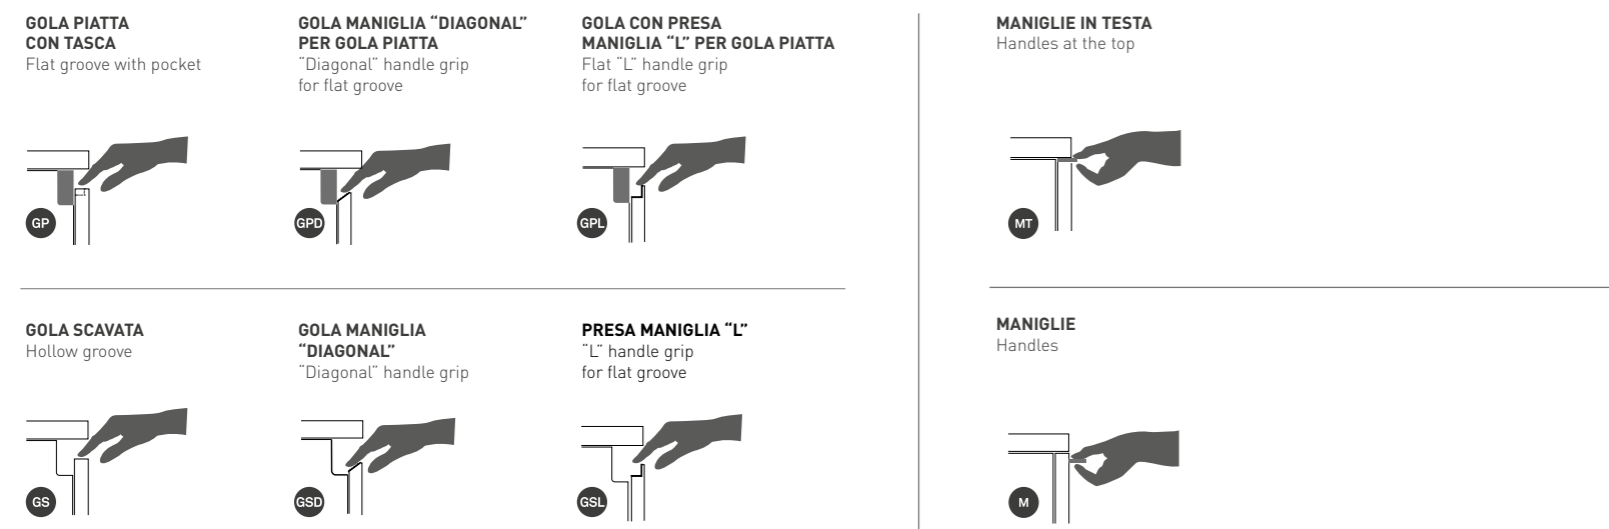 GOLA PIATTA
CON TASCA
Flat groove with pocket
GP
GOLA MANIGLIA “DIAGONAL”
PER GOLA PIATTA
“Diagonal” handle grip
for flat groove
GPD
GOLA CON PRESA
MANIGLIA “L” PER GOLA PIATTA
Flat “L” handle grip
for flat groove
GPL
GOLA SCAVATA
Hollow groove
GS
GOLA MANIGLIA
“DIAGONAL”
“Diagonal” handle grip
GSD
PRESA MANIGLIA “L”
“L” handle grip
for flat groove
GSL
MANIGLIE IN TESTA
Handles at the top
MT
MANIGLIE
Handles
M